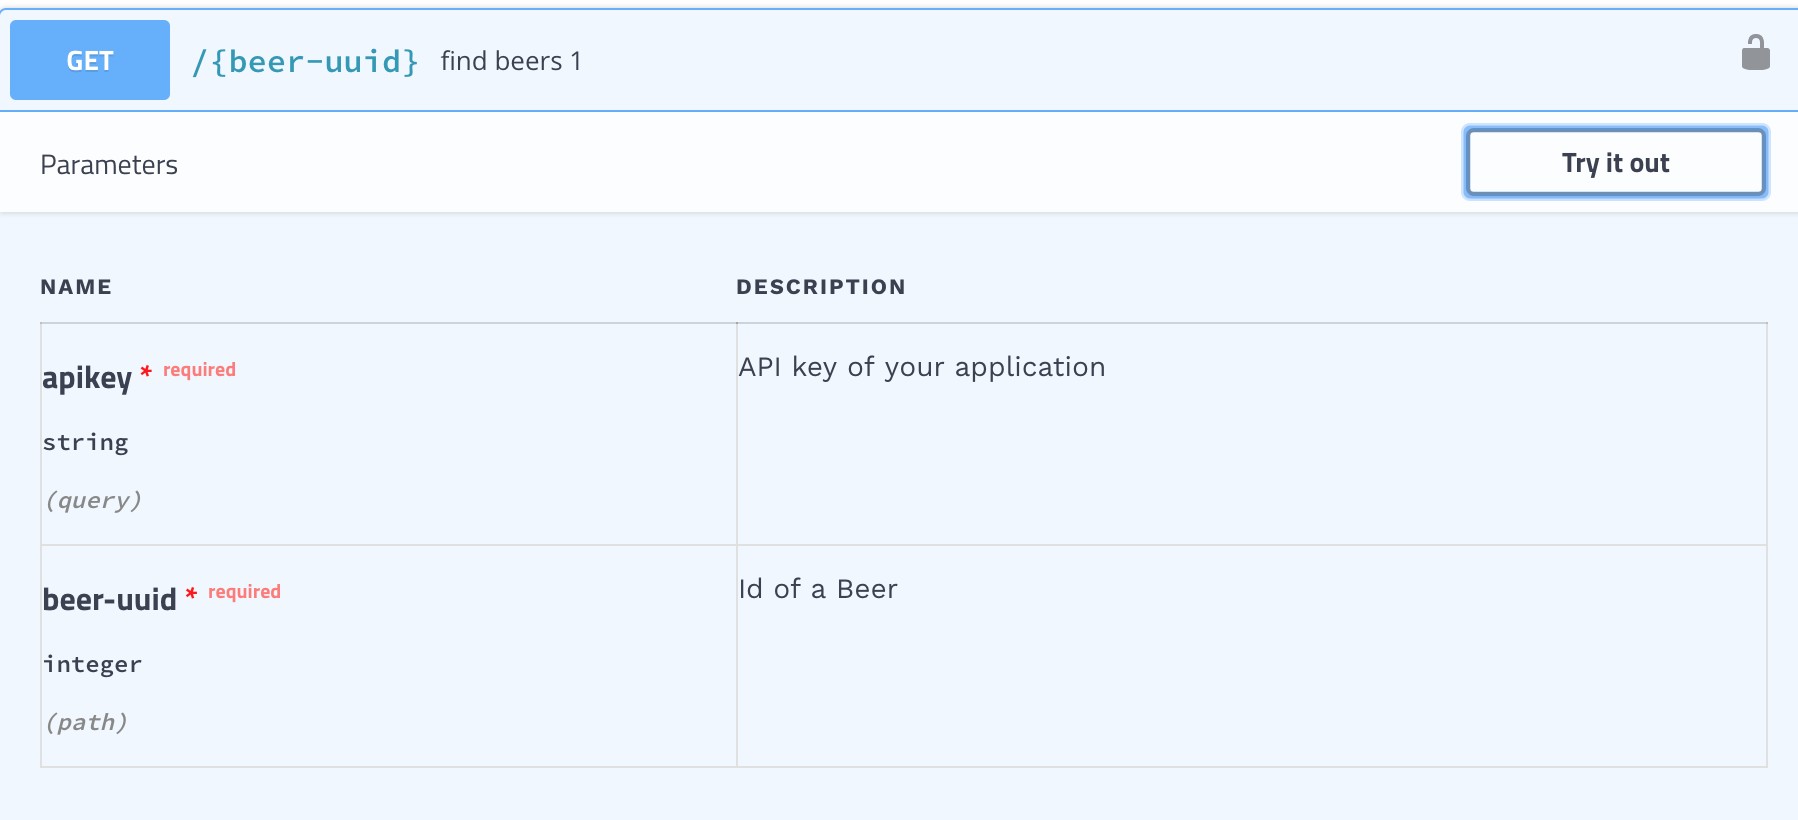 GET /{beer-uuid} find beers 1
Parameters Try it out
NAME DESCRIPTION
apikey * required API key of your application
string
(query)
beer-uuid * required Id of a Beer
integer
(path)